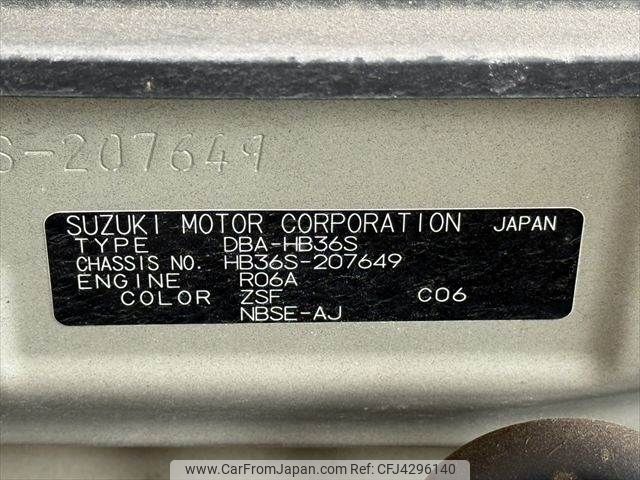 S-207649
SUZUKI MOTOR CORPORATION JAPAN
TYPE DBA-HB36S
CHASSIS NO. HB36S-207649
ENGINE R06A
COLOR ZSF C06
NBSE-AJ
www.CarFromJapan.com | CFJ4296140